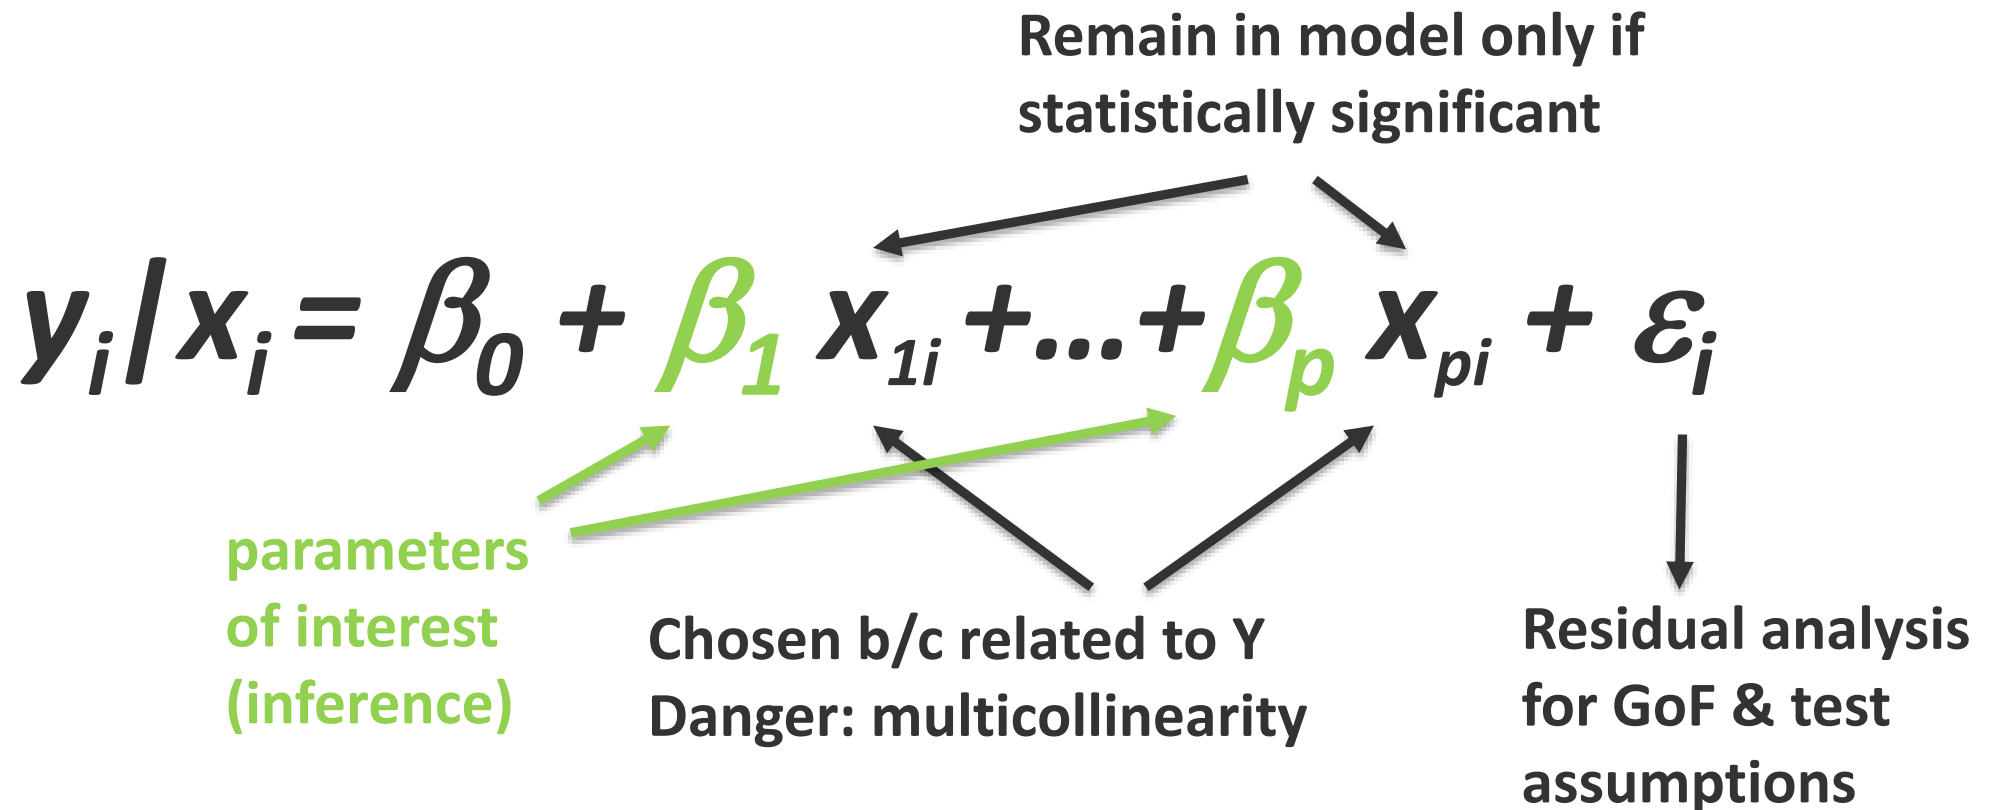 Remain in model only if
statistically significant
yᵢ|xᵢ = β₀ + β₁ x₁ᵢ +...+ βₚ xₚᵢ + εᵢ
parameters
of interest
(inference)
Chosen b/c related to Y
Danger: multicollinearity
Residual analysis
for GoF & test
assumptions